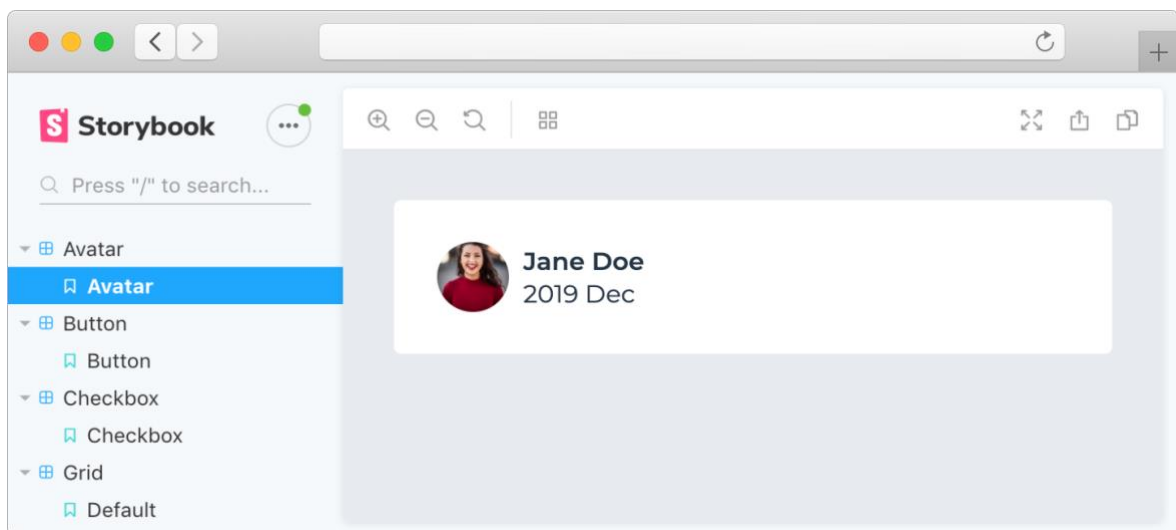 Storybook
Press "/" to search...
Avatar
Avatar
Button
Button
Checkbox
Checkbox
Grid
Default
Jane Doe
2019 Dec